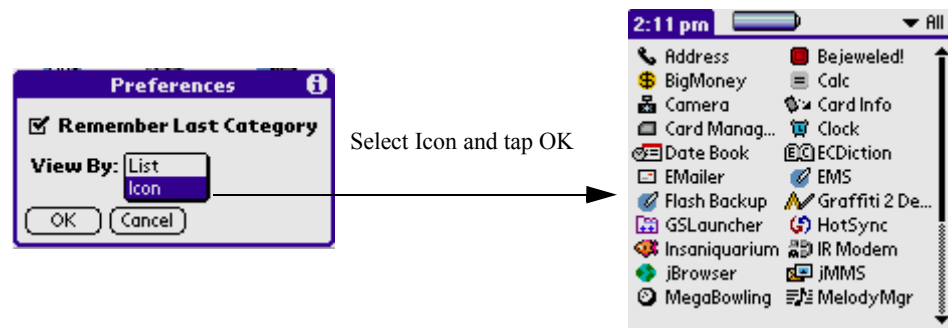 Preferences
Remember Last Category
View By: List
Icon
OK Cancel
Select Icon and tap OK
2:11 pm All
Address Bejeweled!
BigMoney Calc
Camera Card Info
Card Manag... Clock
Date Book ECDiction
EMailer EMS
Flash Backup Graffiti 2 De...
GSLauncher HotSync
Insaniquarium IR Modem
jBrowser jMMS
MegaBowling MelodyMgr